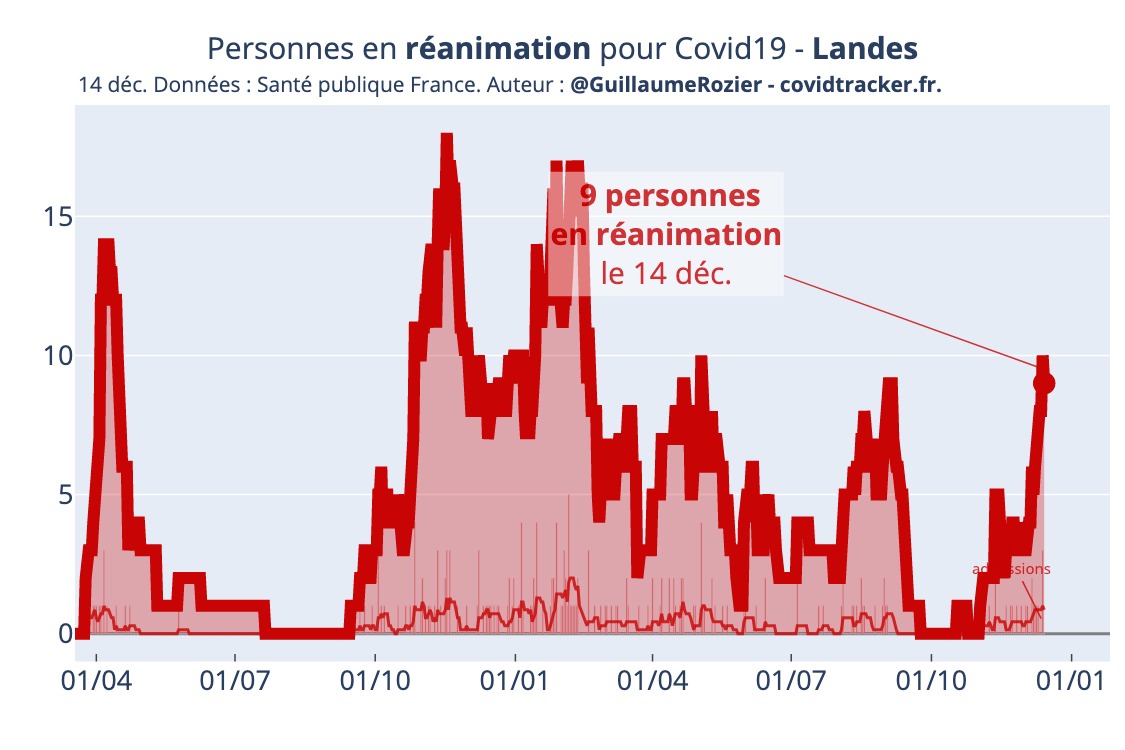 Personnes en réanimation pour Covid19 - Landes
14 déc. Données : Santé publique France. Auteur : @GuillaumeRozier - covidtracker.fr.
9 personnes
en réanimation
le 14 déc.
15
10
5
0
admissions
01/04 01/07 01/10 01/01 01/04 01/07 01/10 01/01